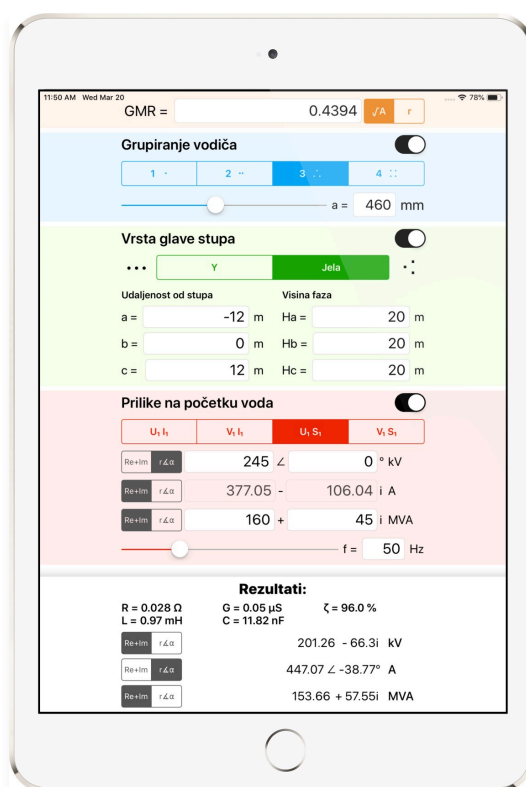 11:50 AM Wed Mar 20 78%
GMR = 0.4394 √A r
Grupiranje vodiča
1 2 3 4
a = 460 mm
Vrsta glave stupa
Y Jela
Udaljenost od stupa Visina faza
a = -12 m Ha = 20 m
b = 0 m Hb = 20 m
c = 12 m Hc = 20 m
Prilike na početku voda
U₁ I₁ V₁ I₁ U₁ S₁ V₁ S₁
Re+Im r∡α 245 ∠ 0 ° kV
Re+Im r∡α 377.05 - 106.04 i A
Re+Im r∡α 160 + 45 i MVA
f = 50 Hz
Rezultati:
R = 0.028 Ω G = 0.05 µS ζ = 96.0 %
L = 0.97 mH C = 11.82 nF
Re+Im r∡α 201.26 - 66.3i kV
Re+Im r∡α 447.07 ∠ -38.77° A
Re+Im r∡α 153.66 + 57.55i MVA